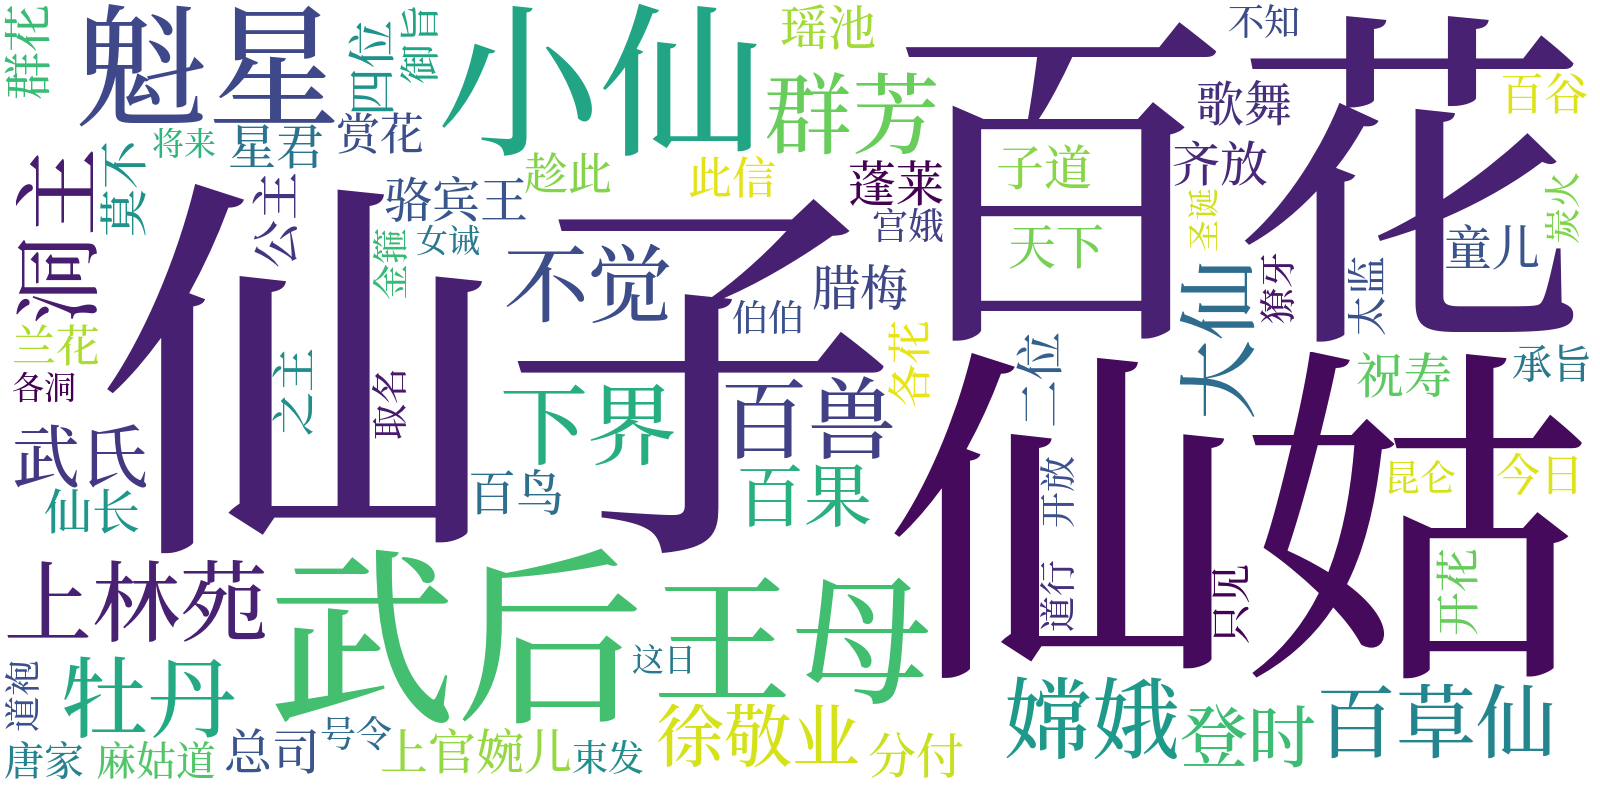 群花
魁星
四位
御旨
小仙
瑶池
群芳
百花
不知
歌舞
百谷
将来
星君
赏花
莫不
洞主
公主
骆宾王
趁此
此信
蓬莱
宫娥
子道
齐放
圣诞
炭火
仙子
金箍
女诫
不觉
伯伯
腊梅
天下
大仙
獠牙
太监
童儿
兰花
各洞
之主
取名
下界
百兽
各花
二位
仙姑
祝寿
承旨
武氏
仙长
百鸟
百果
开放
昆仑
今日
上林苑
武后
王母
道行
只见
开花
道袍
牡丹
这日
嫦娥
登时
百草仙
唐家
麻姑道
总司
号令
上官婉儿
束发
徐敬业
分付